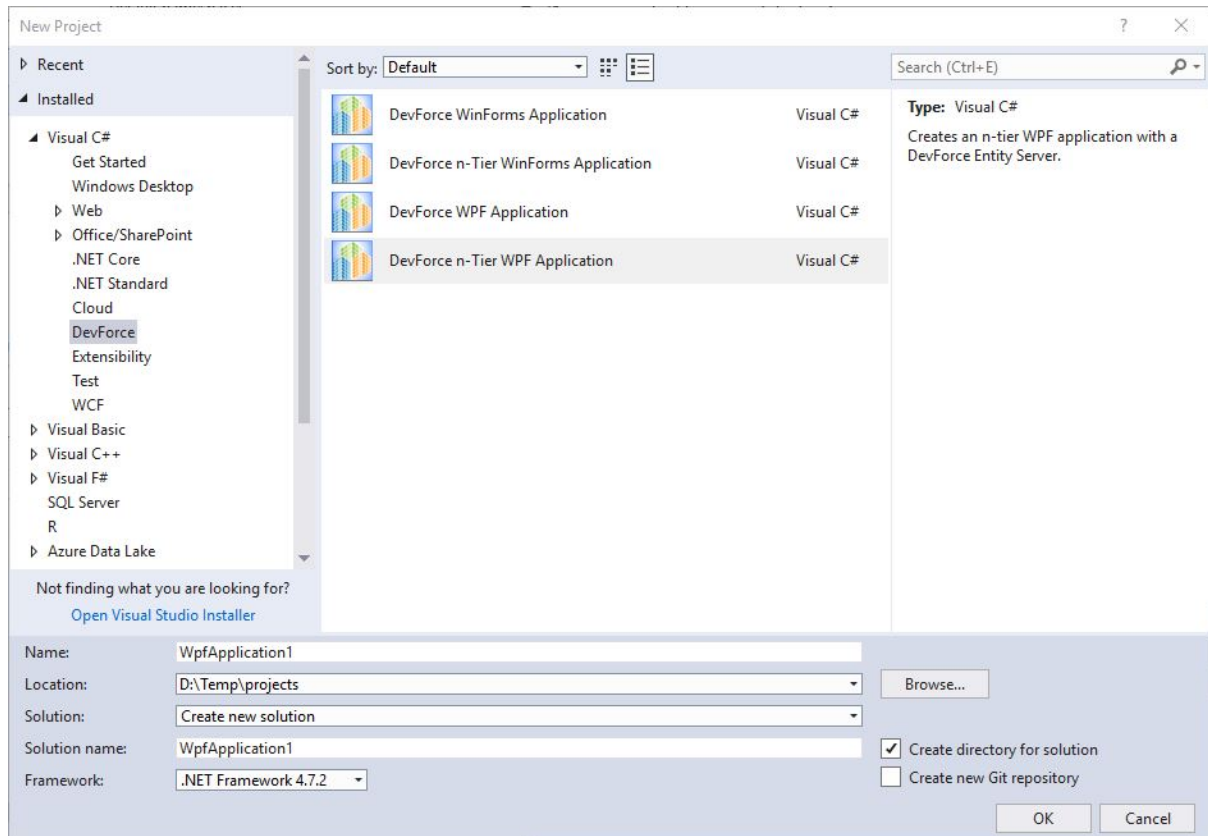 New Project
?
Recent
Installed
Visual C#
Get Started
Windows Desktop
Web
Office/SharePoint
.NET Core
.NET Standard
Cloud
DevForce
Extensibility
Test
WCF
Visual Basic
Visual C++
Visual F#
SQL Server
R
Azure Data Lake
Not finding what you are looking for?
Open Visual Studio Installer
Sort by: Default
DevForce WinForms Application Visual C#
DevForce n-Tier WinForms Application Visual C#
DevForce WPF Application Visual C#
DevForce n-Tier WPF Application Visual C#
Search (Ctrl+E)
Type: Visual C#
Creates an n-tier WPF application with a
DevForce Entity Server.
Name: WpfApplication1
Location: D:\Temp\projects Browse...
Solution: Create new solution
Solution name: WpfApplication1 Create directory for solution
Framework: .NET Framework 4.7.2 Create new Git repository
OK Cancel